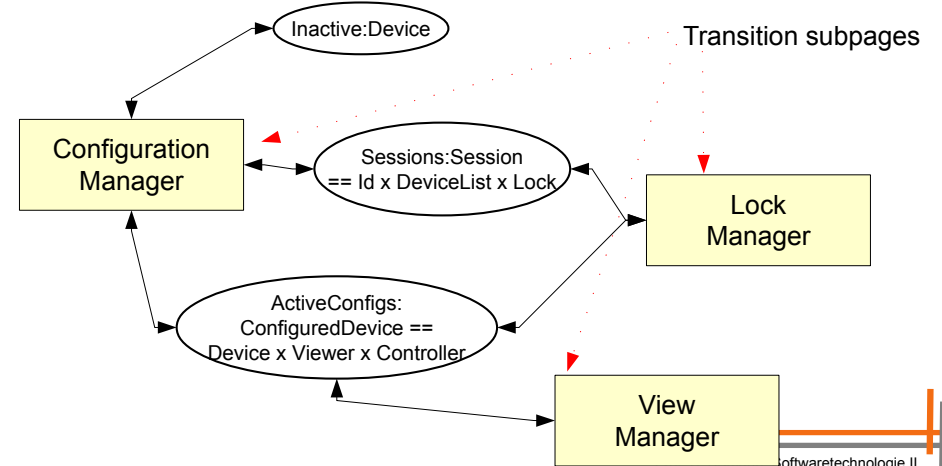 Inactive:Device
Transition subpages
Configuration
Manager
Sessions:Session
== Id x DeviceList x Lock
Lock
Manager
ActiveConfigs:
ConfiguredDevice ==
Device x Viewer x Controller
View
Manager
Softwaretechnologie II